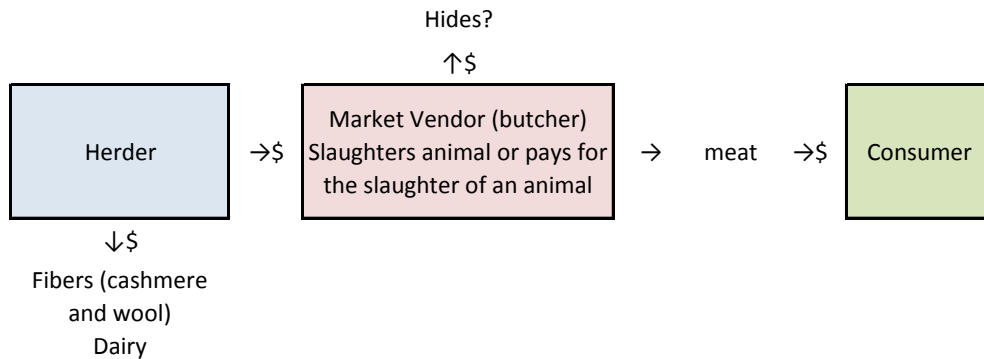 Hides?
↑$
Herder
→$
Market Vendor (butcher)
Slaughters animal or pays for
the slaughter of an animal
→
meat
→$
Consumer
↓$
Fibers (cashmere
and wool)
Dairy